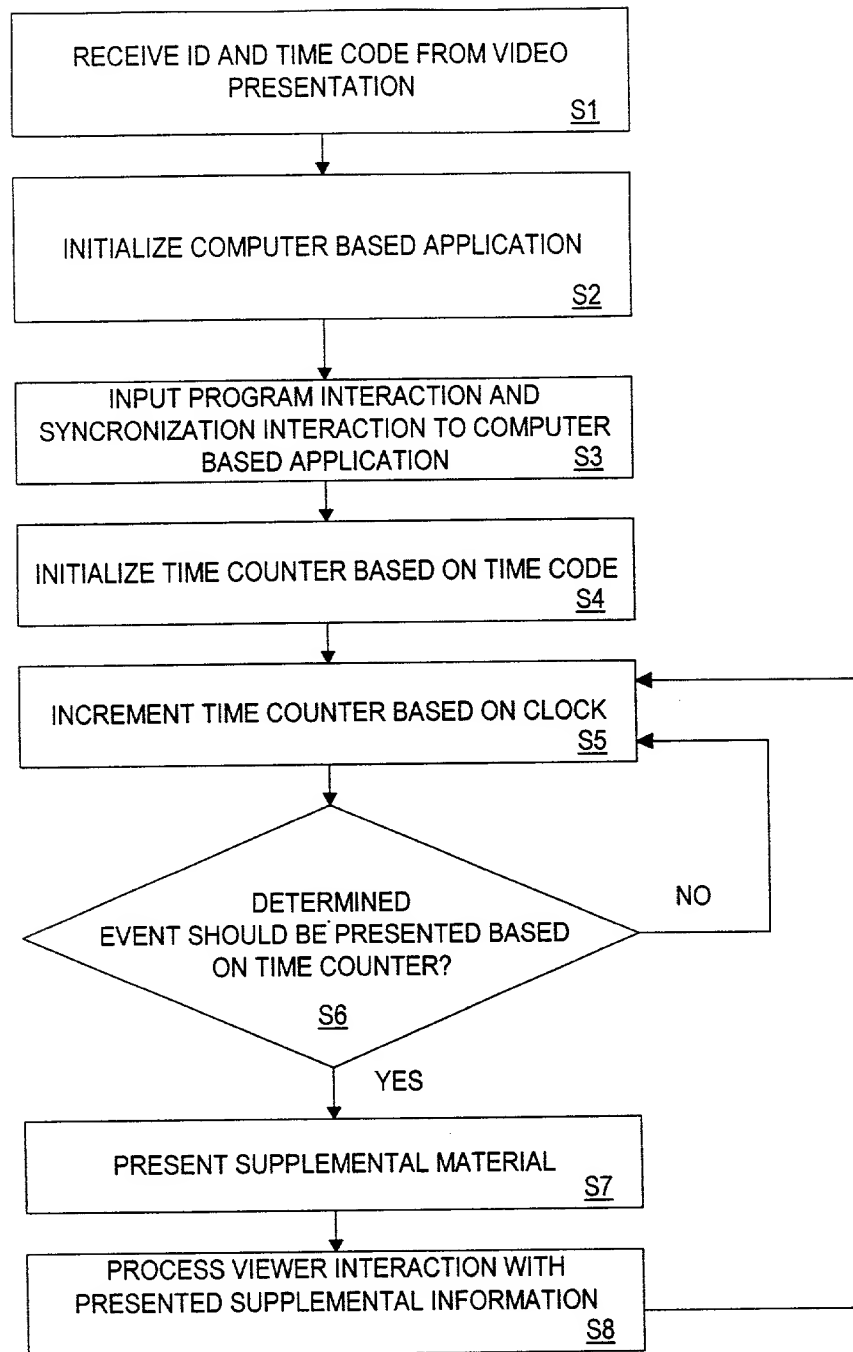 RECEIVE ID AND TIME CODE FROM VIDEO
PRESENTATION
S1
INITIALIZE COMPUTER BASED APPLICATION
S2
INPUT PROGRAM INTERACTION AND
SYNCRONIZATION INTERACTION TO COMPUTER
BASED APPLICATION
S3
INITIALIZE TIME COUNTER BASED ON TIME CODE
S4
INCREMENT TIME COUNTER BASED ON CLOCK
S5
DETERMINED
EVENT SHOULD BE PRESENTED BASED
ON TIME COUNTER?
S6
NO
YES
PRESENT SUPPLEMENTAL MATERIAL
S7
PROCESS VIEWER INTERACTION WITH
PRESENTED SUPPLEMENTAL INFORMATION
S8